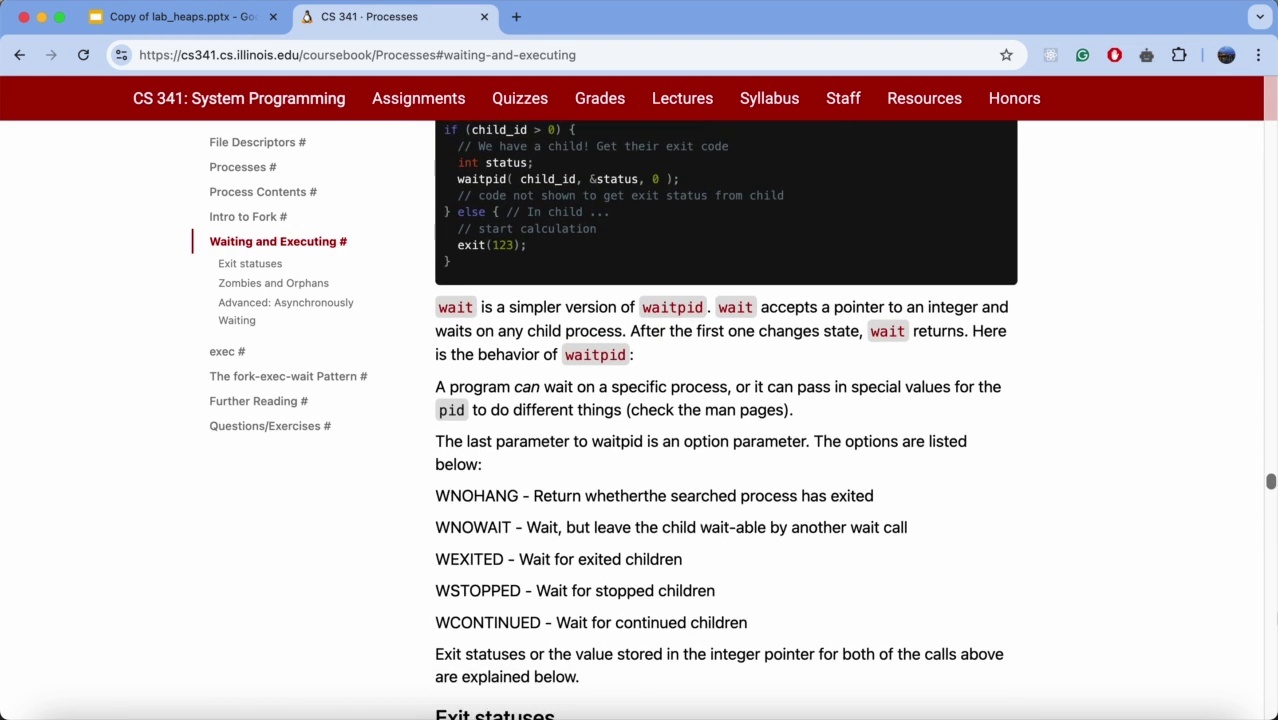 Copy of lab_heaps.pptx - Goo
CS 341 · Processes
https://cs341.cs.illinois.edu/coursebook/Processes#waiting-and-executing
CS 341: System Programming Assignments Quizzes Grades Lectures Syllabus Staff Resources Honors
File Descriptors #
Processes #
Process Contents #
Intro to Fork #
Waiting and Executing #
Exit statuses
Zombies and Orphans
Advanced: Asynchronously
Waiting
exec #
The fork-exec-wait Pattern #
Further Reading #
Questions/Exercises #
if (child_id > 0) {
// We have a child! Get their exit code
int status;
waitpid( child_id, &status, 0 );
// code not shown to get exit status from child
} else { // In child ...
// start calculation
exit(123);
}
wait is a simpler version of waitpid. wait accepts a pointer to an integer and
waits on any child process. After the first one changes state, wait returns. Here
is the behavior of waitpid:
A program can wait on a specific process, or it can pass in special values for the
pid to do different things (check the man pages).
The last parameter to waitpid is an option parameter. The options are listed
below:
WNOHANG - Return whetherthe searched process has exited
WNOWAIT - Wait, but leave the child wait-able by another wait call
WEXITED - Wait for exited children
WSTOPPED - Wait for stopped children
WCONTINUED - Wait for continued children
Exit statuses or the value stored in the integer pointer for both of the calls above
are explained below.
Exit statuses